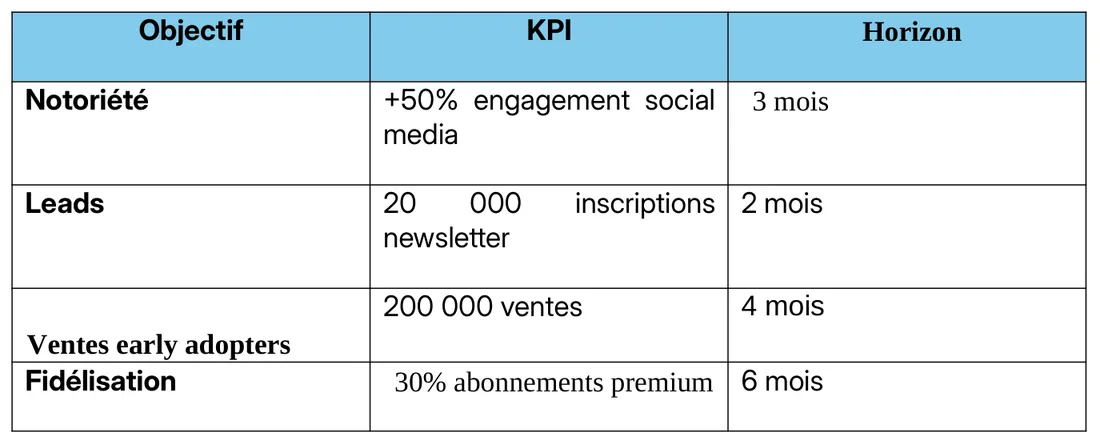 Objectif KPI Horizon
Notoriété +50% engagement social 3 mois
media
Leads 20 000 inscriptions 2 mois
newsletter
200 000 ventes 4 mois
Ventes early adopters
Fidélisation 30% abonnements premium 6 mois